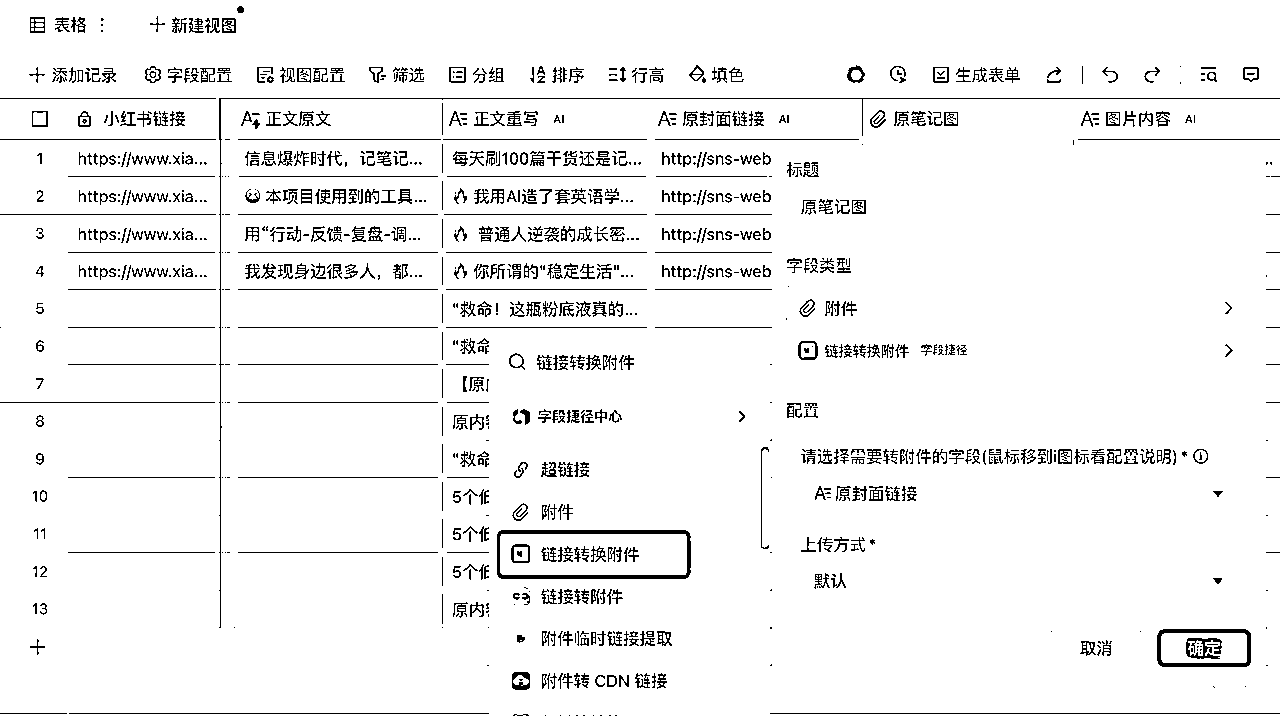 表格
新建视图
添加记录 字段配置 视图配置 筛选 分组 排序 行高 填色 生成表单
小红书链接 正文原文 正文重写 AI 原封面链接 AI 原笔记图 图片内容 AI
1 https://www.xia... 信息爆炸时代，记笔记... 每天刷100篇干货还是记... http://sns-web
2 https://www.xia... 本项目使用到的工具... 我用AI造了套英语学... http://sns-web
3 https://www.xia... 用“行动-反馈-复盘-调... 普通人逆袭的成长密... http://sns-web
4 https://www.xia... 我发现身边很多人，都... 你所谓的"稳定生活"... http://sns-web
5 "救命！这瓶粉底液真的...
6 "救命
7 【原
8 原内
9 "救命
10 5个
11 5个
12 5个
13 原内
链接转换附件
字段捷径中心
超链接
附件
链接转换附件
链接转附件
附件临时链接提取
附件转 CDN 链接
标题
原笔记图
字段类型
附件
链接转换附件 字段捷径
配置
请选择需要转附件的字段(鼠标移到i图标看配置说明) *
原封面链接
上传方式 *
默认
取消 确定